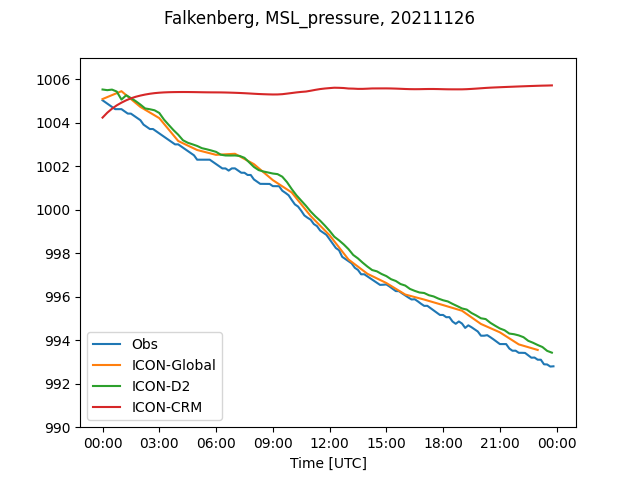 Falkenberg, MSL_pressure, 20211126
1006
1004
1002
1000
998
996
994
992
990
Obs
ICON-Global
ICON-D2
ICON-CRM
00:00 03:00 06:00 09:00 12:00 15:00 18:00 21:00 00:00
Time [UTC]